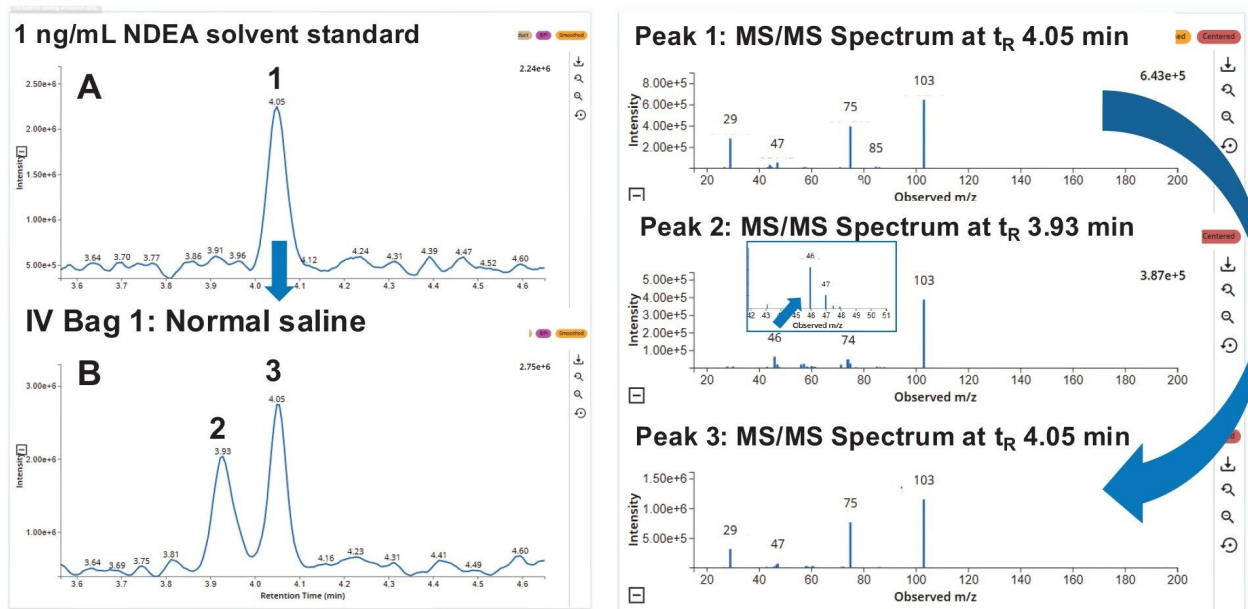 1 ng/mL NDEA solvent standard
BPI Smoothed
2.24e+6
A
1
4.05
2.50e+6
2.00e+6
1.50e+6
1.00e+6
5.00e+5
Intensity
3.64 3.70 3.77 3.86 3.91 3.96 4.12 4.24 4.31 4.39 4.47 4.52 4.60
3.6 3.7 3.8 3.9 4.0 4.1 4.2 4.3 4.4 4.5 4.6
IV Bag 1: Normal saline
BPI Smoothed
2.75e+6
B
2
3
3.93
4.05
3.00e+6
2.00e+6
1.00e+6
Intensity
3.64 3.69 3.75 3.81 4.16 4.23 4.31 4.41 4.49 4.60
3.6 3.7 3.8 3.9 4.0 4.1 4.2 4.3 4.4 4.5 4.6
Retention Time (min)
Peak 1: MS/MS Spectrum at tR 4.05 min
ed Centered
6.43e+5
8.00e+5
6.00e+5
4.00e+5
2.00e+5
Intensity
29 47 75 85 103
20 40 60 80 100 120 140 160 180 200
Observed m/z
Peak 2: MS/MS Spectrum at tR 3.93 min
Centered
3.87e+5
5.00e+5
4.00e+5
3.00e+5
2.00e+5
1.00e+5
Intensity
46 47
42 43 45 46 47 48 49 50 51
Observed m/z
46 74 103
20 40 60 80 100 120 140 160 180 200
Observed m/z
Peak 3: MS/MS Spectrum at tR 4.05 min
1.50e+6
1.00e+6
5.00e+5
Intensity
29 47 75 103
20 40 60 80 100 120 140 160 180 200
Observed m/z